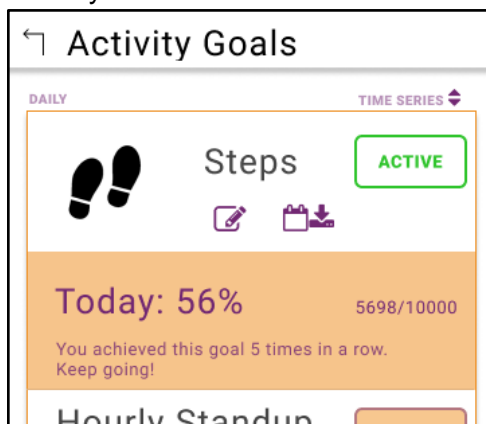 Activity Goals
DAILY
TIME SERIES
Steps
ACTIVE
Today: 56%
5698/10000
You achieved this goal 5 times in a row.
Keep going!
Hourly Standup